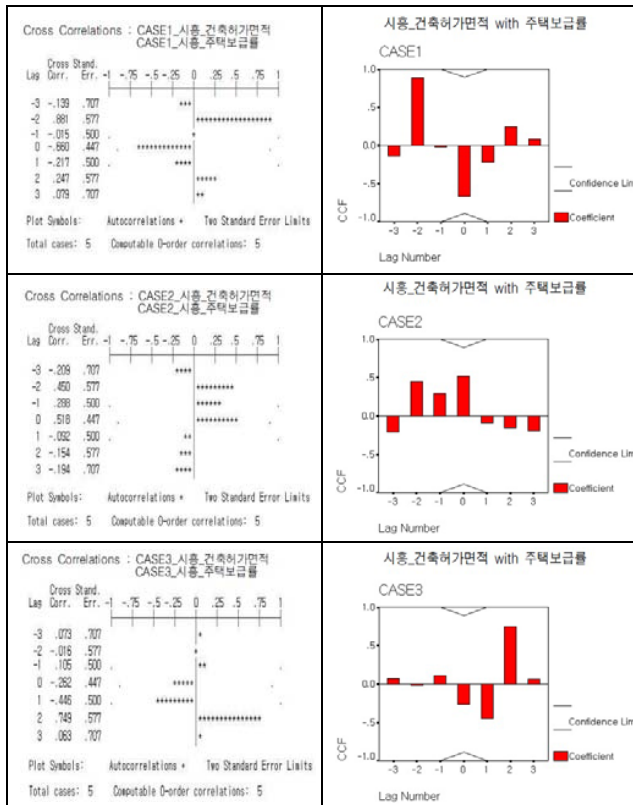 Cross Correlations : CASE1_시흥_건축허가면적
CASE1_시흥_주택보급률
Cross Stand.
Lag Corr. Err. -1 -.75 -.5 -.25 0 .25 .5 .75 1
-3 -.139 .707 ***
-2 .881 .577 ******************
-1 -.015 .500 . * .
0 -.660 .447 . ************* .
1 -.217 .500 . **** .
2 .247 .577 *****
3 .079 .707 **
Plot Symbols: Autocorrelations * Two Standard Error Limits .
Total cases: 5 Computable 0-order correlations: 5
시흥_건축허가면적 with 주택보급률
CASE1
1.0
.5
0.0
-.5
-1.0
CCF
-3 -2 -1 0 1 2 3
Lag Number
Confidence Lim
Coefficient
Cross Correlations : CASE2_시흥_건축허가면적
CASE2_시흥_주택보급률
Cross Stand.
Lag Corr. Err. -1 -.75 -.5 -.25 0 .25 .5 .75 1
-3 -.209 .707 ****
-2 .450 .577 *********
-1 .288 .500 . ****** .
0 .518 .447 . ********** .
1 -.092 .500 . ** .
2 -.154 .577 ***
3 -.194 .707 ****
Plot Symbols: Autocorrelations * Two Standard Error Limits .
Total cases: 5 Computable 0-order correlations: 5
시흥_건축허가면적 with 주택보급률
CASE2
1.0
.5
0.0
-.5
-1.0
CCF
-3 -2 -1 0 1 2 3
Lag Number
Confidence Lim
Coefficient
Cross Correlations : CASE3_시흥_건축허가면적
CASE3_시흥_주택보급률
Cross Stand.
Lag Corr. Err. -1 -.75 -.5 -.25 0 .25 .5 .75 1
-3 .073 .707 *
-2 -.016 .577 *
-1 .105 .500 . ** .
0 -.262 .447 . ***** .
1 -.446 .500 . ********* .
2 .749 .577 ***************
3 .063 .707 *
Plot Symbols: Autocorrelations * Two Standard Error Limits .
Total cases: 5 Computable 0-order correlations: 5
시흥_건축허가면적 with 주택보급률
CASE3
1.0
.5
0.0
-.5
-1.0
CCF
-3 -2 -1 0 1 2 3
Lag Number
Confidence Lim
Coefficient